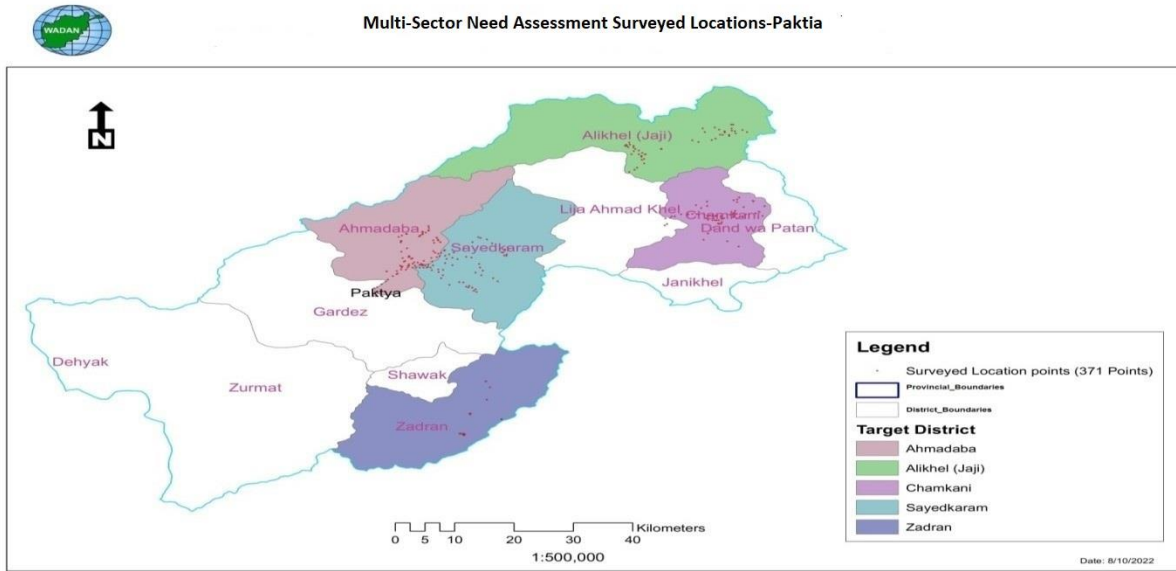 Multi-Sector Need Assessment Surveyed Locations-Paktia
WADAN
N
Alikhel (Jaji)
Lija Ahmad Khel
Chamkani
Dand wa Patan
Ahmadaba
Sayedkaram
Janikhel
Paktya
Gardez
Dehyak
Zurmat
Shawak
Zadran
Legend
Surveyed Location points (371 Points)
Provincial_Boundaries
District_Boundaries
Target District
Ahmadaba
Alikhel (Jaji)
Chamkani
Sayedkaram
Zadran
Kilometers
0 5 10 20 30 40
1:500,000
Date: 8/10/2022